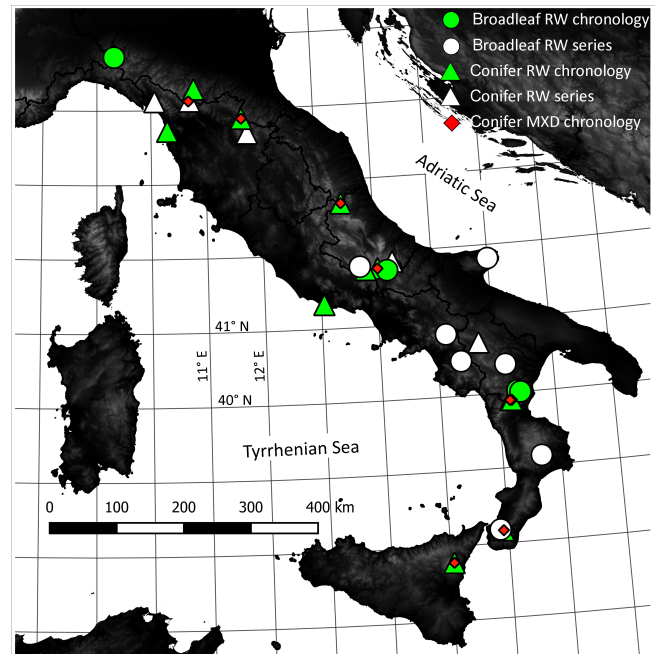 Broadleaf RW chronology
Broadleaf RW series
Conifer RW chronology
Conifer RW series
Conifer MXD chronology
Adriatic Sea
41° N
11° E
12° E
40° N
Tyrrhenian Sea
0 100 200 300 400 km